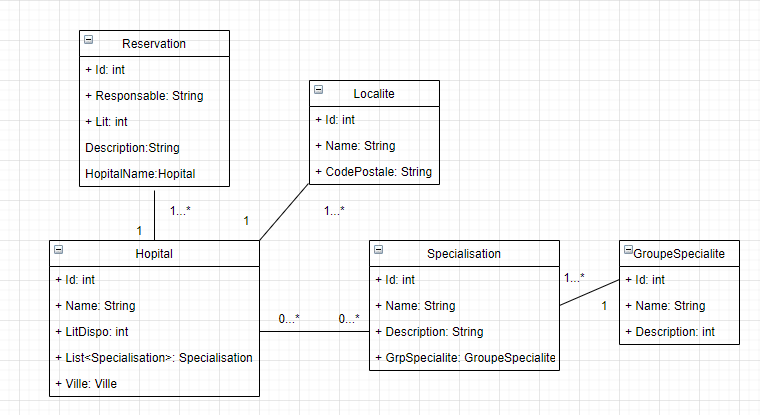 Reservation
+ Id: int
+ Responsable: String
+ Lit: int
Description:String
HopitalName:Hopital
Localite
+ Id: int
+ Name: String
+ CodePostale: String
1...*
1
1
1...*
Hopital
+ Id: int
+ Name: String
+ LitDispo: int
+ List<Specialisation>: Specialisation
+ Ville: Ville
0...*
0...*
Specialisation
+ Id: int
+ Name: String
+ Description: String
+ GrpSpecialite: GroupeSpecialite
1...*
1
GroupeSpecialite
+ Id: int
+ Name: String
+ Description: int